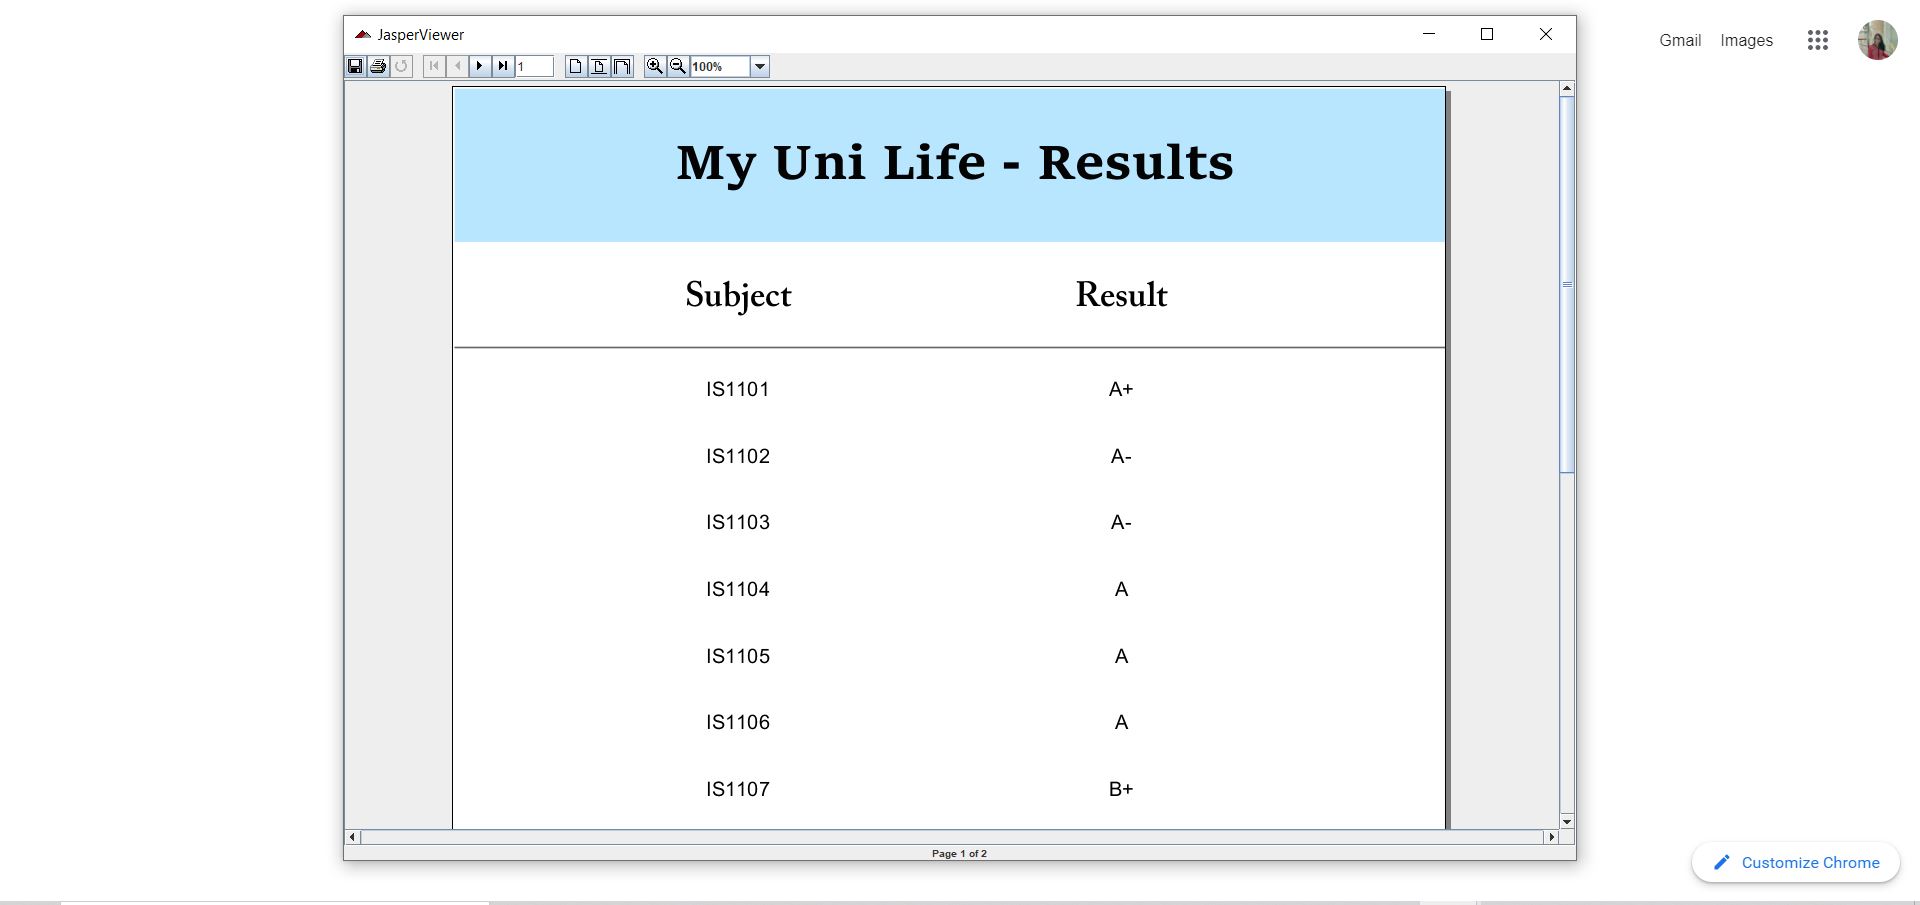 JasperViewer
Gmail Images
1 100%
My Uni Life - Results
Subject Result
IS1101 A+
IS1102 A-
IS1103 A-
IS1104 A
IS1105 A
IS1106 A
IS1107 B+
Page 1 of 2
Customize Chrome